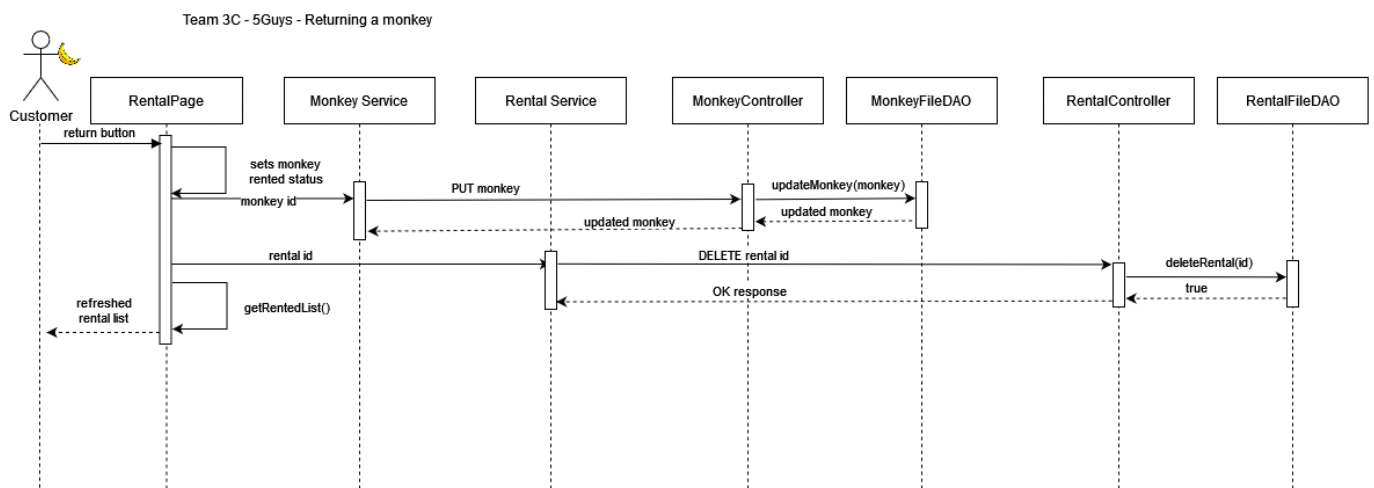 Team 3C - 5Guys - Returning a monkey
Customer
RentalPage
Monkey Service
Rental Service
MonkeyController
MonkeyFileDAO
RentalController
RentalFileDAO
return button
sets monkey
rented status
monkey id
PUT monkey
updateMonkey(monkey)
updated monkey
updated monkey
rental id
DELETE rental id
deleteRental(id)
true
OK response
getRentedList()
refreshed
rental list